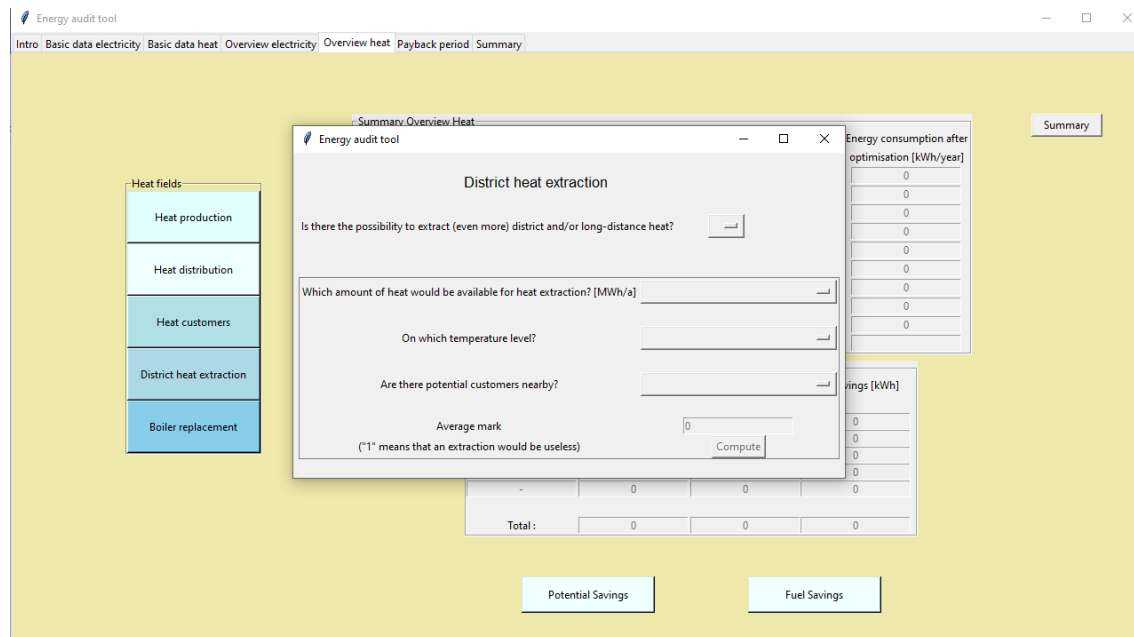 Energy audit tool
Intro Basic data electricity Basic data heat Overview electricity Overview heat Payback period Summary
Summary Overview Heat
Summary
Energy consumption after
optimisation [kWh/year]
0
0
0
0
0
0
0
0
0
Heat fields
Heat production
Heat distribution
Heat customers
District heat extraction
Boiler replacement
Energy audit tool
District heat extraction
Is there the possibility to extract (even more) district and/or long-distance heat?
Which amount of heat would be available for heat extraction? [MWh/a]
On which temperature level?
Are there potential customers nearby?
Average mark 0
("1" means that an extraction would be useless) Compute
[kWh]
0
0
0
0
- 0 0 0
Total : 0 0 0
Potential Savings Fuel Savings